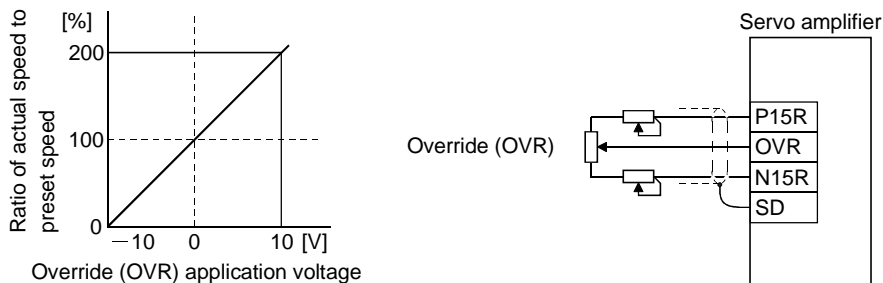 Ratio of actual speed to
preset speed
[%]
200
100
0
−10 0 10 [V]
Override (OVR) application voltage
Servo amplifier
Override (OVR)
P15R
OVR
N15R
SD